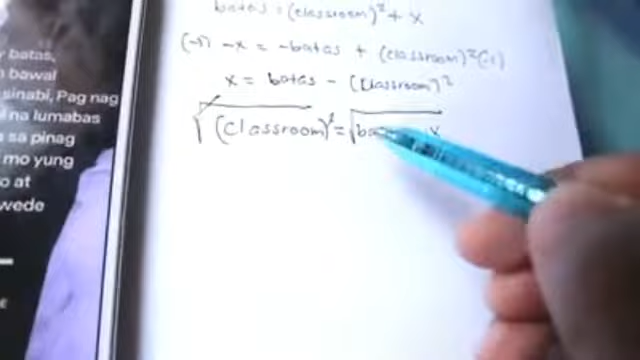 batas = (classroom)² + x
(-1) -x = -batas + (classroom)² (-1)
x = batas - (classroom)²
√(classroom)² = √ba x
batas,
bawal
sinabi, Pag nag
na lumabas
sa pinag
mo yung
o at
wede